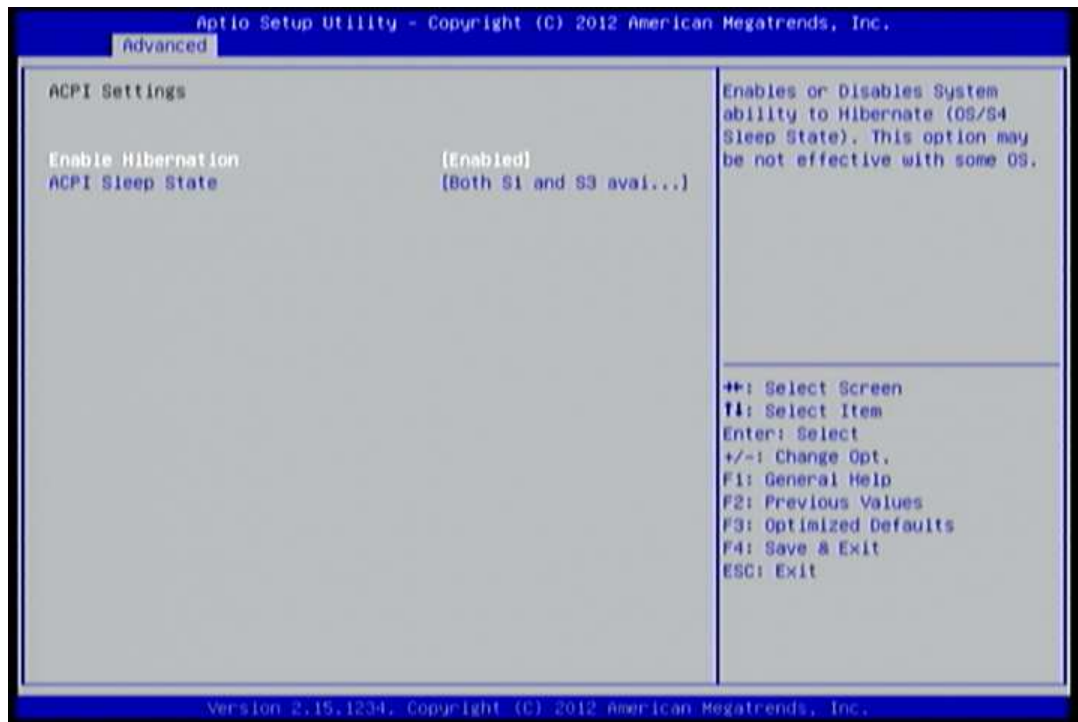 Aptio Setup Utility - Copyright (C) 2012 American Megatrends, Inc.
Advanced
ACPI Settings
Enable Hibernation [Enabled]
ACPI Sleep State [Both S1 and S3 avai...]
Enables or Disables System
ability to Hibernate (OS/S4
Sleep State). This option may
be not effective with some OS.
→←: Select Screen
↑↓: Select Item
Enter: Select
+/-: Change Opt.
F1: General Help
F2: Previous Values
F3: Optimized Defaults
F4: Save & Exit
ESC: Exit
Version 2.15.1234. Copyright (C) 2012 American Megatrends, Inc.